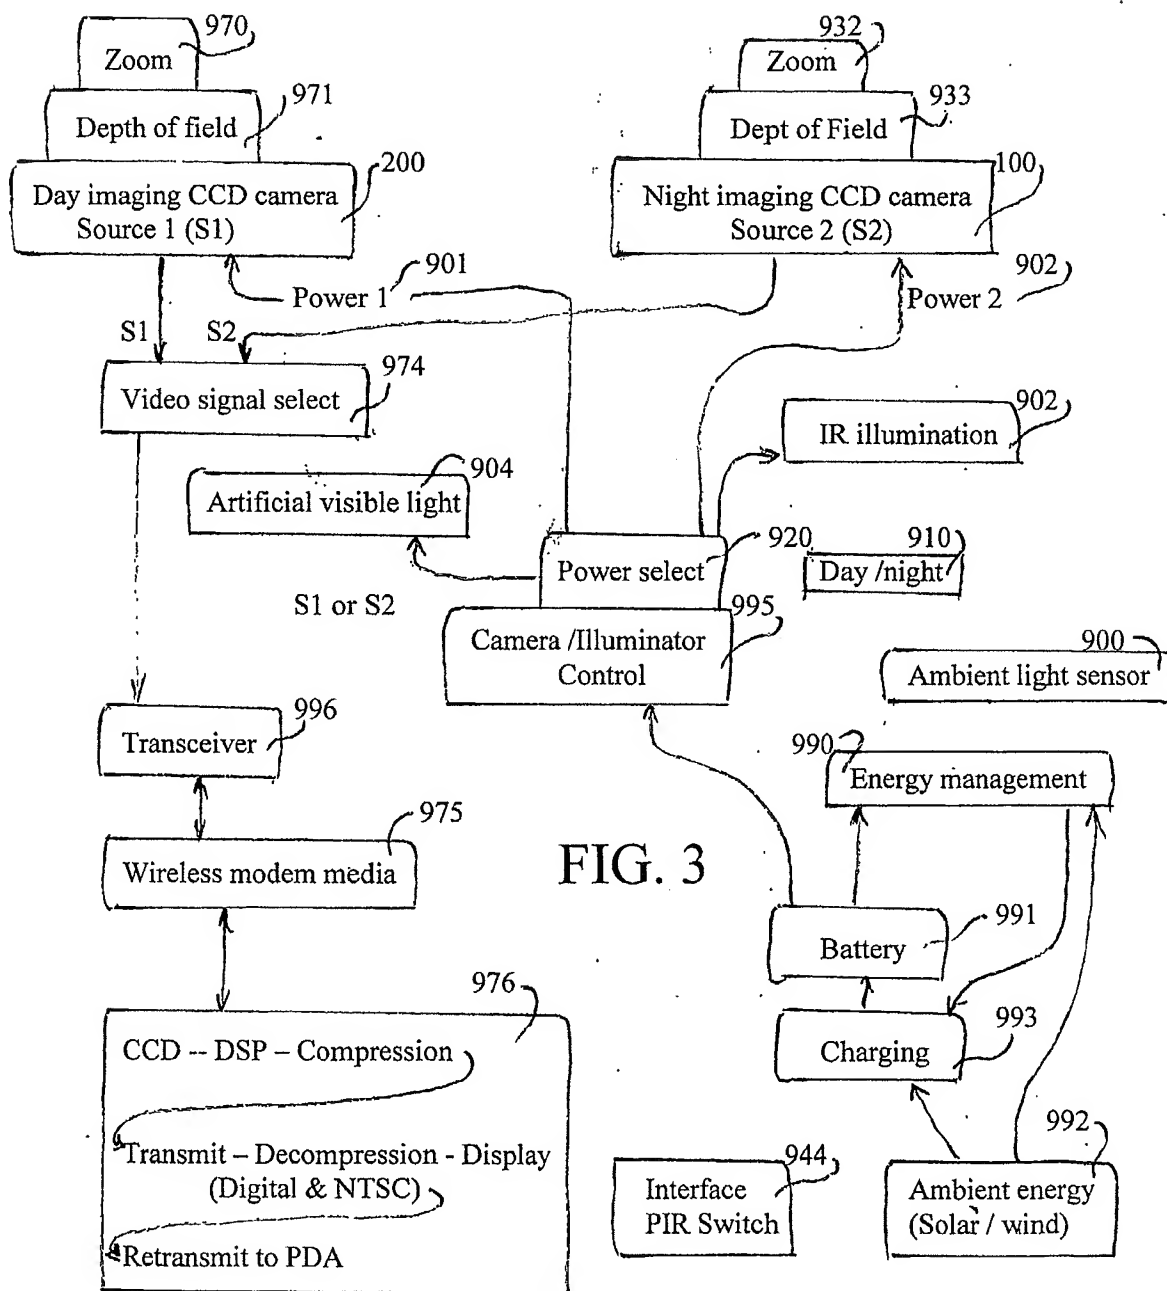 970
Zoom
971
Depth of field
200
Day imaging CCD camera
Source 1 (S1)
932
Zoom
933
Dept of Field
100
Night imaging CCD camera
Source 2 (S2)
901
Power 1
902
Power 2
S1
S2
974
Video signal select
902
IR illumination
904
Artificial visible light
920
Power select
910
Day /night
S1 or S2
995
Camera /Illuminator
Control
900
Ambient light sensor
996
Transceiver
990
Energy management
975
Wireless modem media
FIG. 3
991
Battery
976
CCD -- DSP – Compression
993
Charging
Transmit – Decompression - Display
(Digital & NTSC)
Retransmit to PDA
944
Interface
PIR Switch
992
Ambient energy
(Solar / wind)